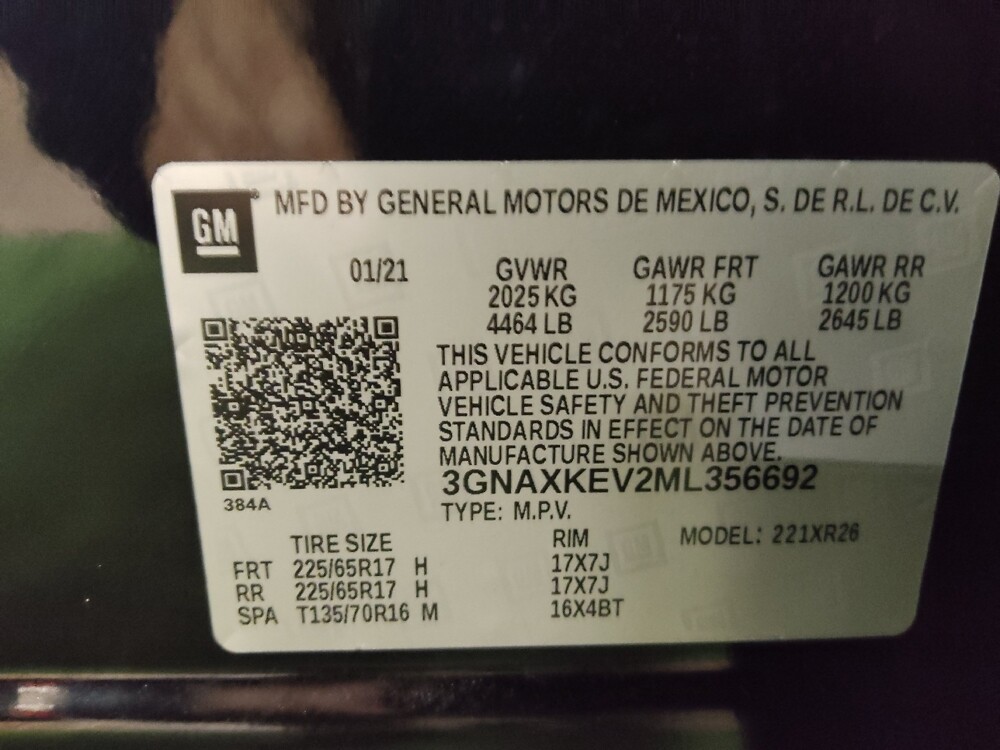 GM® MFD BY GENERAL MOTORS DE MEXICO, S. DE R.L. DE C.V.
01/21 GVWR GAWR FRT GAWR RR
2025 KG 1175 KG 1200 KG
4464 LB 2590 LB 2645 LB
THIS VEHICLE CONFORMS TO ALL
APPLICABLE U.S. FEDERAL MOTOR
VEHICLE SAFETY AND THEFT PREVENTION
STANDARDS IN EFFECT ON THE DATE OF
MANUFACTURE SHOWN ABOVE.
3GNAXKEV2ML356692
384A
TYPE: M.P.V.
TIRE SIZE RIM MODEL: 221XR26
FRT 225/65R17 H 17X7J
RR 225/65R17 H 17X7J
SPA T135/70R16 M 16X4BT